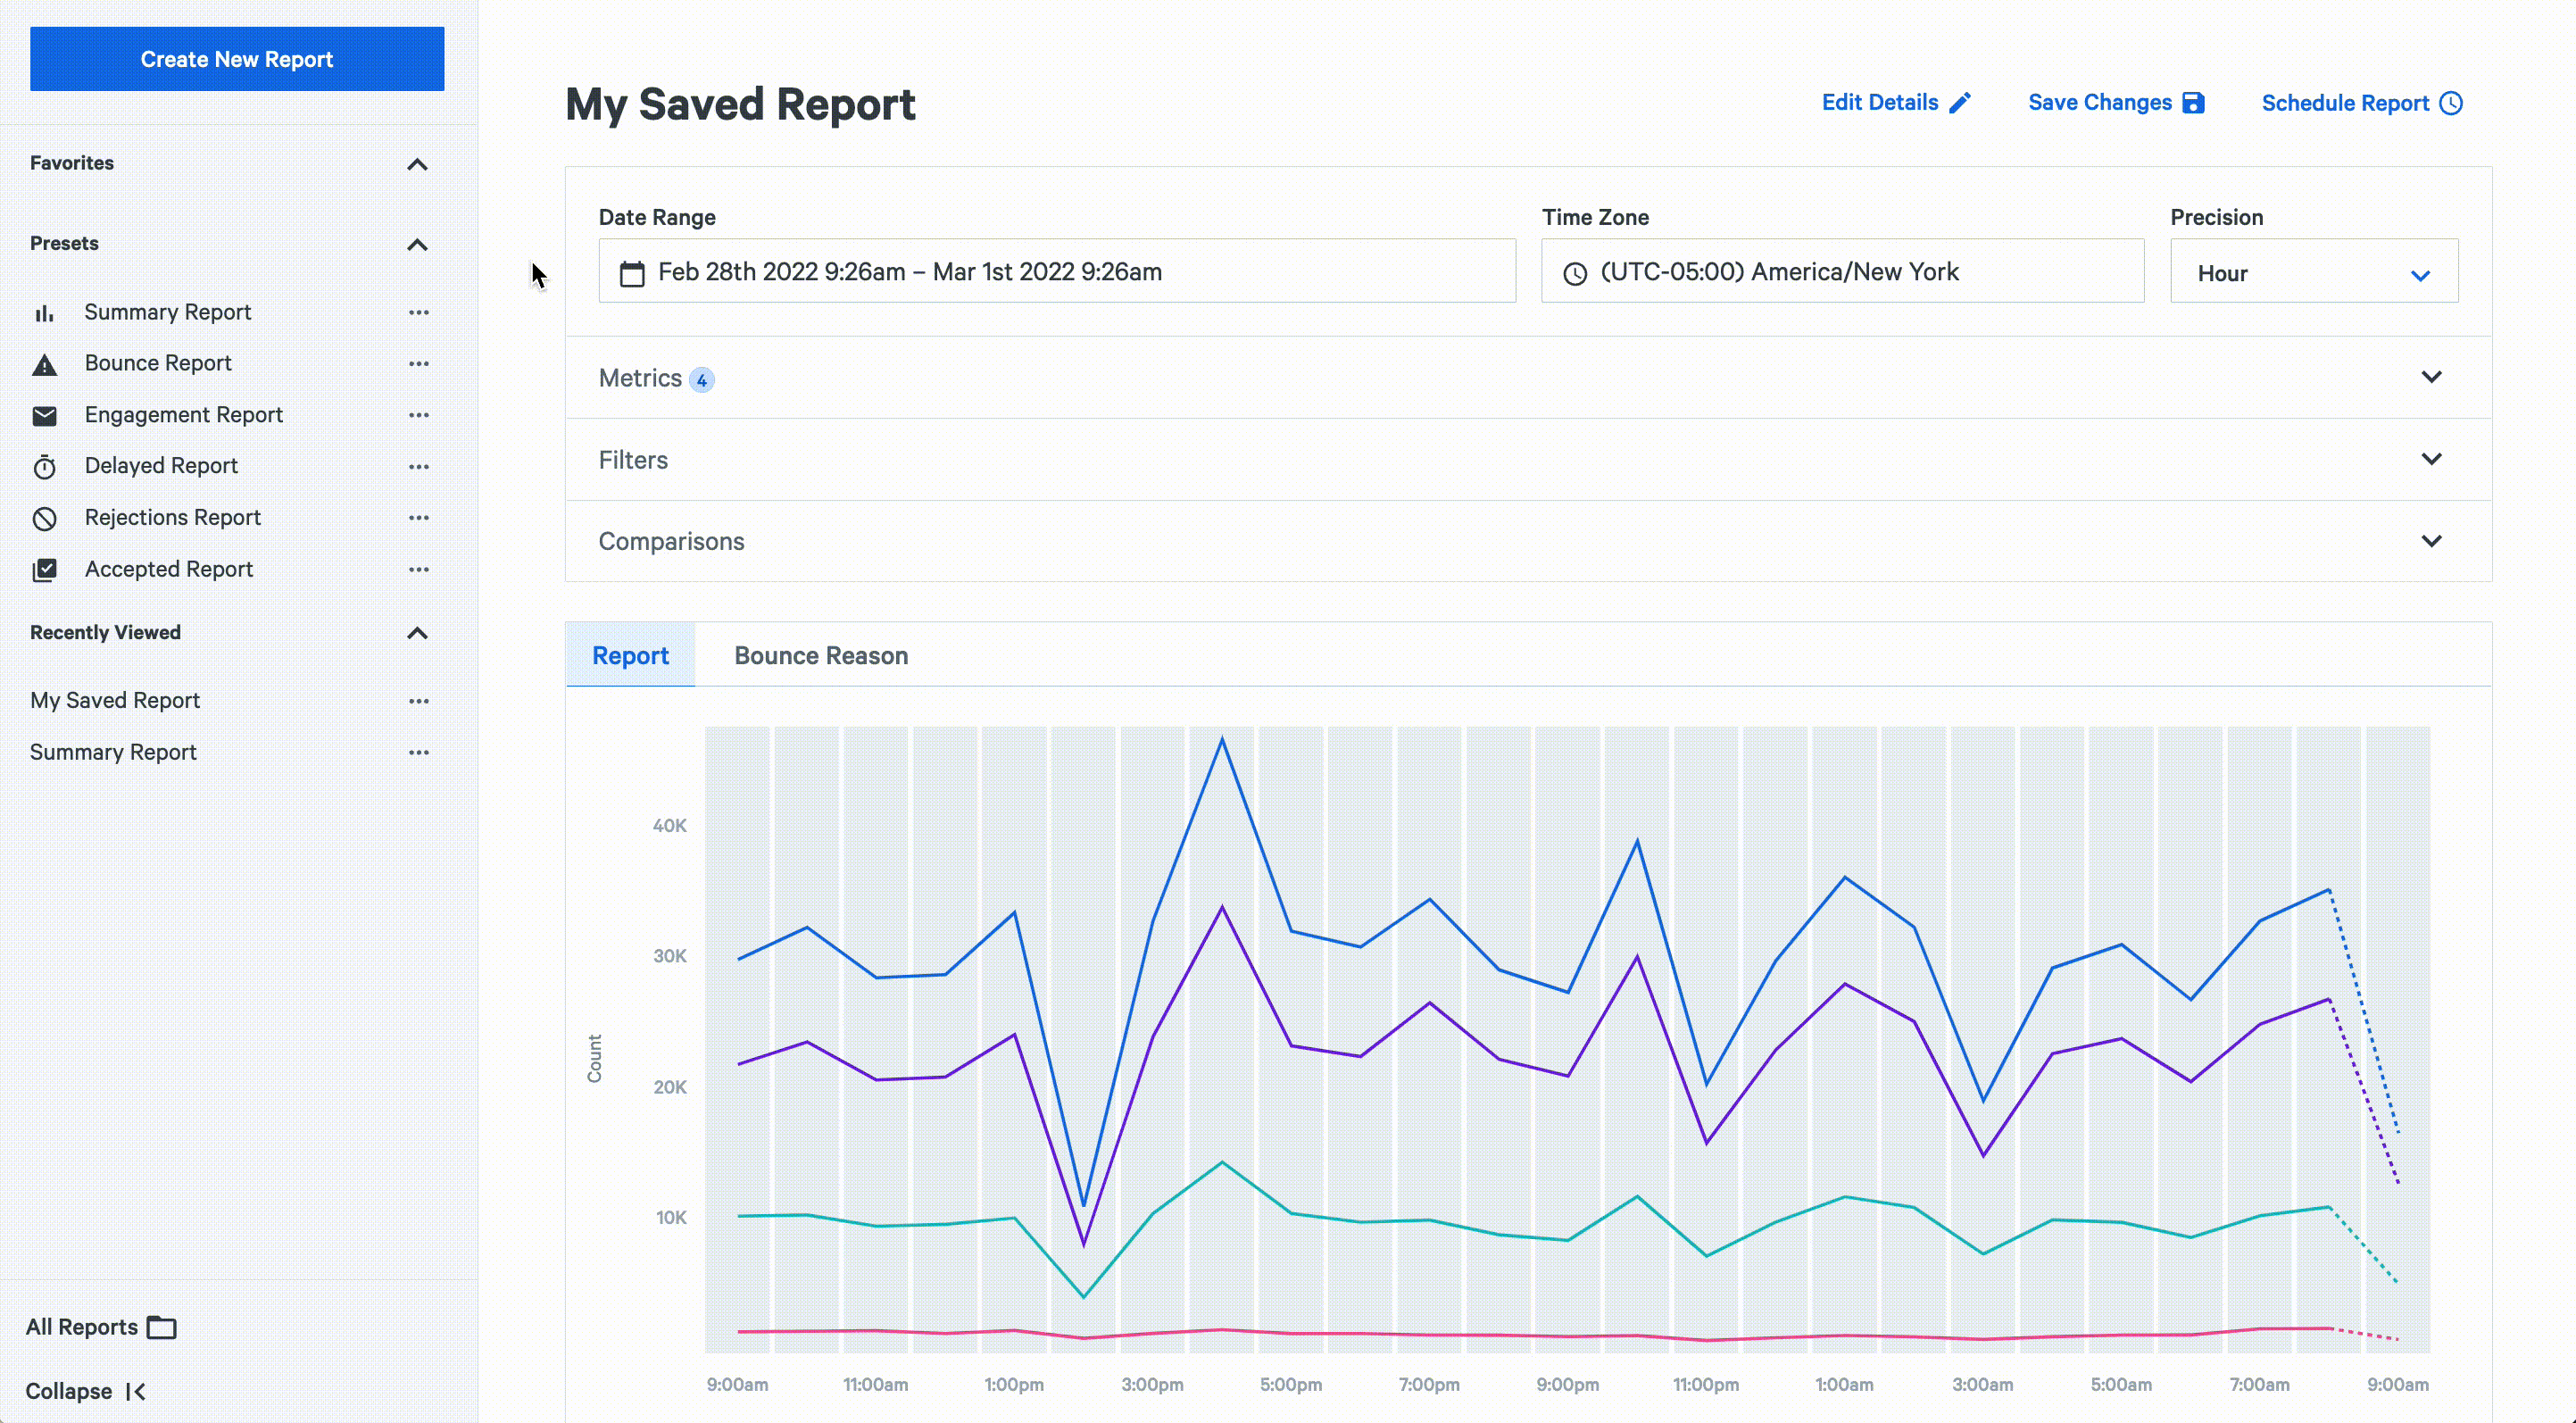 Create New Report
Favorites
Presets
Summary Report
Bounce Report
Engagement Report
Delayed Report
Rejections Report
Accepted Report
Recently Viewed
My Saved Report
Summary Report
All Reports
Collapse
My Saved Report
Edit Details
Save Changes
Schedule Report
Date Range
Time Zone
Precision
Feb 28th 2022 9:26am – Mar 1st 2022 9:26am
(UTC-05:00) America/New York
Hour
Metrics 4
Filters
Comparisons
Report
Bounce Reason
40K
30K
20K
10K
Count
9:00am 11:00am 1:00pm 3:00pm 5:00pm 7:00pm 9:00pm 11:00pm 1:00am 3:00am 5:00am 7:00am 9:00am